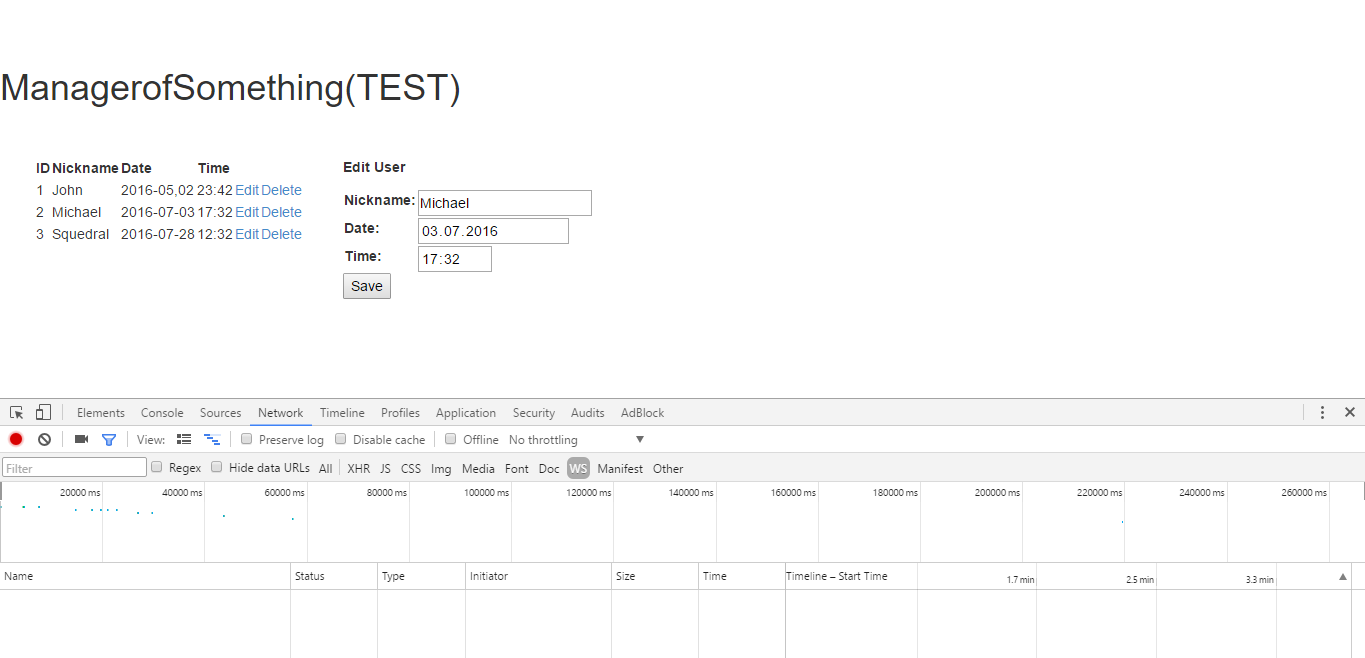 ManagerofSomething(TEST)
ID Nickname Date Time
1 John 2016-05,02 23:42 Edit Delete
2 Michael 2016-07-03 17:32 Edit Delete
3 Squedral 2016-07-28 12:32 Edit Delete
Edit User
Nickname: Michael
Date: 03.07.2016
Time: 17:32
Save
Elements Console Sources Network Timeline Profiles Application Security Audits AdBlock
View: Preserve log Disable cache Offline No throttling
Filter Regex Hide data URLs All XHR JS CSS Img Media Font Doc WS Manifest Other
20000 ms 40000 ms 60000 ms 80000 ms 100000 ms 120000 ms 140000 ms 160000 ms 180000 ms 200000 ms 220000 ms 240000 ms 260000 ms
Name Status Type Initiator Size Time Timeline – Start Time 1.7 min 2.5 min 3.3 min